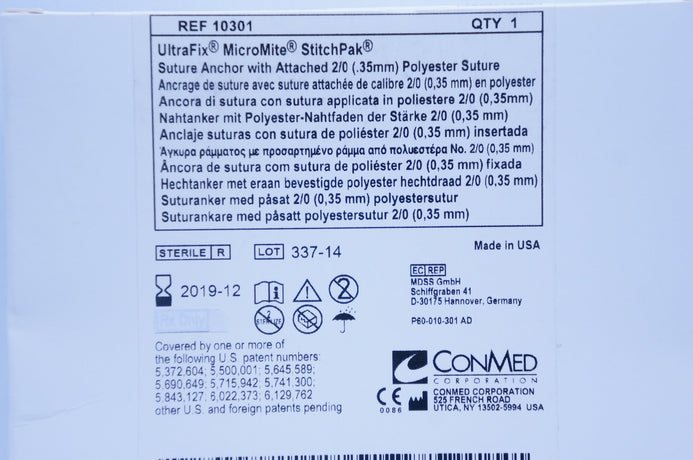 REF 10301 QTY 1
UltraFix® MicroMite® StitchPak®
Suture Anchor with Attached 2/0 (.35mm) Polyester Suture
Ancrage de suture avec suture attachée de calibre 2/0 (0,35 mm) en polyester
Ancora di sutura con sutura applicata in poliestere 2/0 (0,35mm)
Nahtanker mit Polyester-Nahtfaden der Stärke 2/0 (0,35 mm)
Anclaje suturas con sutura de poliéster 2/0 (0,35 mm) insertada
Άγκυρα ράμματος με προσαρτημένο ράμμα από πολυεστέρα Νο. 2/0 (0,35 mm)
Âncora de sutura com sutura de poliéster 2/0 (0,35 mm) fixada
Hechtanker met eraan bevestigde polyester hechtdraad 2/0 (0,35 mm)
Suturanker med påsat 2/0 (0,35 mm) polyestersutur
Suturankare med påsatt polyestersutur 2/0 (0,35 mm)
STERILE R LOT 337-14 Made in USA
EC REP
MDSS GmbH
Schiffgraben 41
D-30175 Hannover, Germany
2019-12 2
2 STERILIZE
Rx Only
P60-010-301 AD
Covered by one or more of
the following U.S. patent numbers:
5,372,604; 5,500,001; 5,645,589;
5,690,649; 5,715,942; 5,741,300;
5,843,127; 6,022,373; 6,129,762
other U.S. and foreign patents pending
CONMED
CORPORATION
CE 0086
CONMED CORPORATION
525 FRENCH ROAD
UTICA, NY 13502-5994 USA